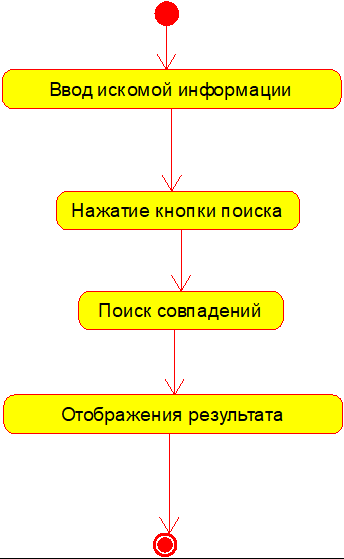 Ввод искомой информации
Нажатие кнопки поиска
Поиск совпадений
Отображения результата